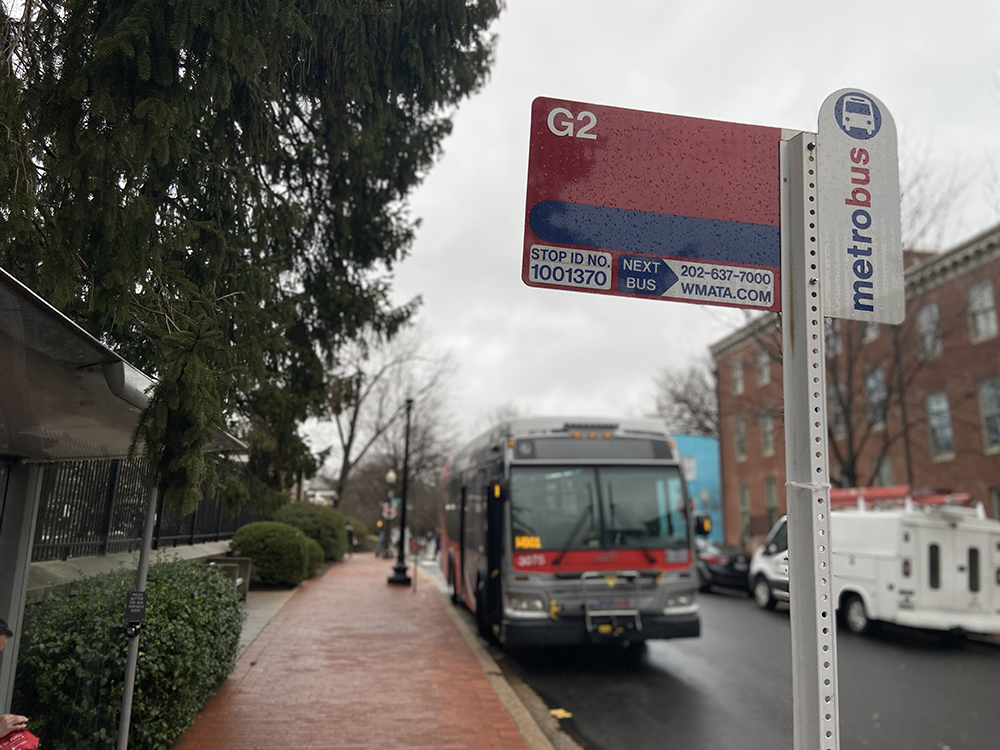 G2
STOP ID NO.
1001370
NEXT
BUS
202-637-7000
WMATA.COM
metrobus